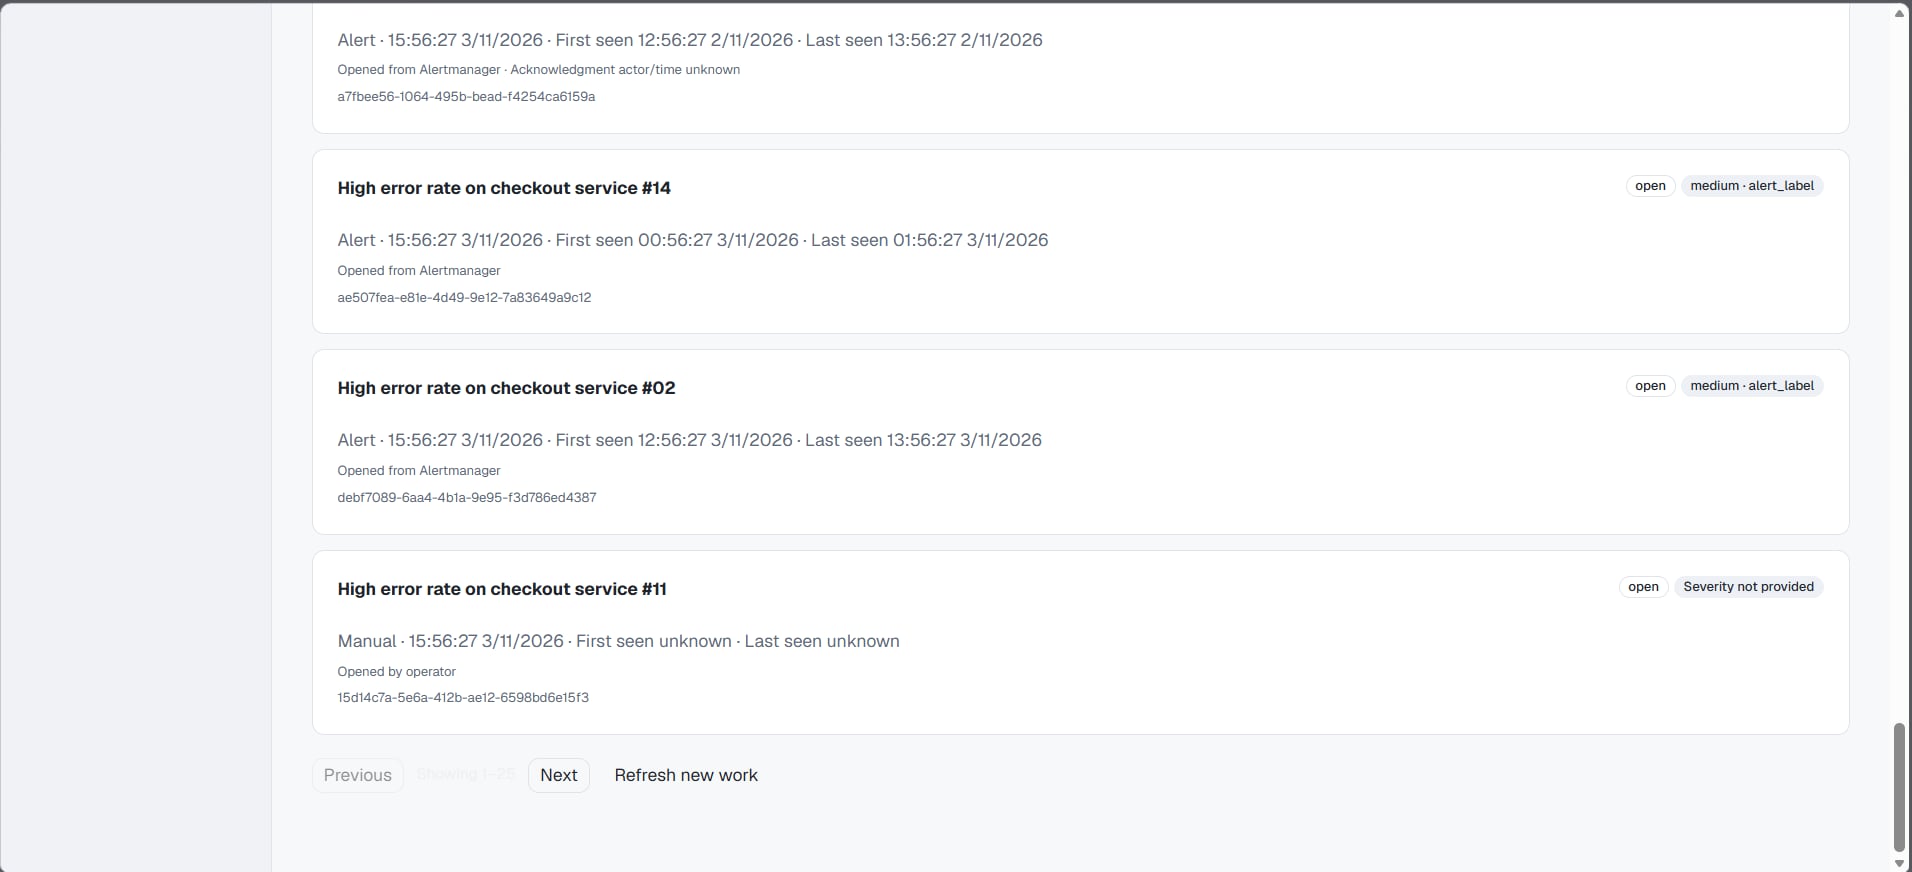 Alert · 15:56:27 3/11/2026 · First seen 12:56:27 2/11/2026 · Last seen 13:56:27 2/11/2026
Opened from Alertmanager · Acknowledgment actor/time unknown
a7fbee56-1064-495b-bead-f4254ca6159a
High error rate on checkout service #14
open
medium · alert_label
Alert · 15:56:27 3/11/2026 · First seen 00:56:27 3/11/2026 · Last seen 01:56:27 3/11/2026
Opened from Alertmanager
ae507fea-e81e-4d49-9e12-7a83649a9c12
High error rate on checkout service #02
open
medium · alert_label
Alert · 15:56:27 3/11/2026 · First seen 12:56:27 3/11/2026 · Last seen 13:56:27 3/11/2026
Opened from Alertmanager
debf7089-6aa4-4b1a-9e95-f3d786ed4387
High error rate on checkout service #11
open
Severity not provided
Manual · 15:56:27 3/11/2026 · First seen unknown · Last seen unknown
Opened by operator
15d14c7a-5e6a-412b-ae12-6598bd6e15f3
Previous
Showing 1–25
Next
Refresh new work